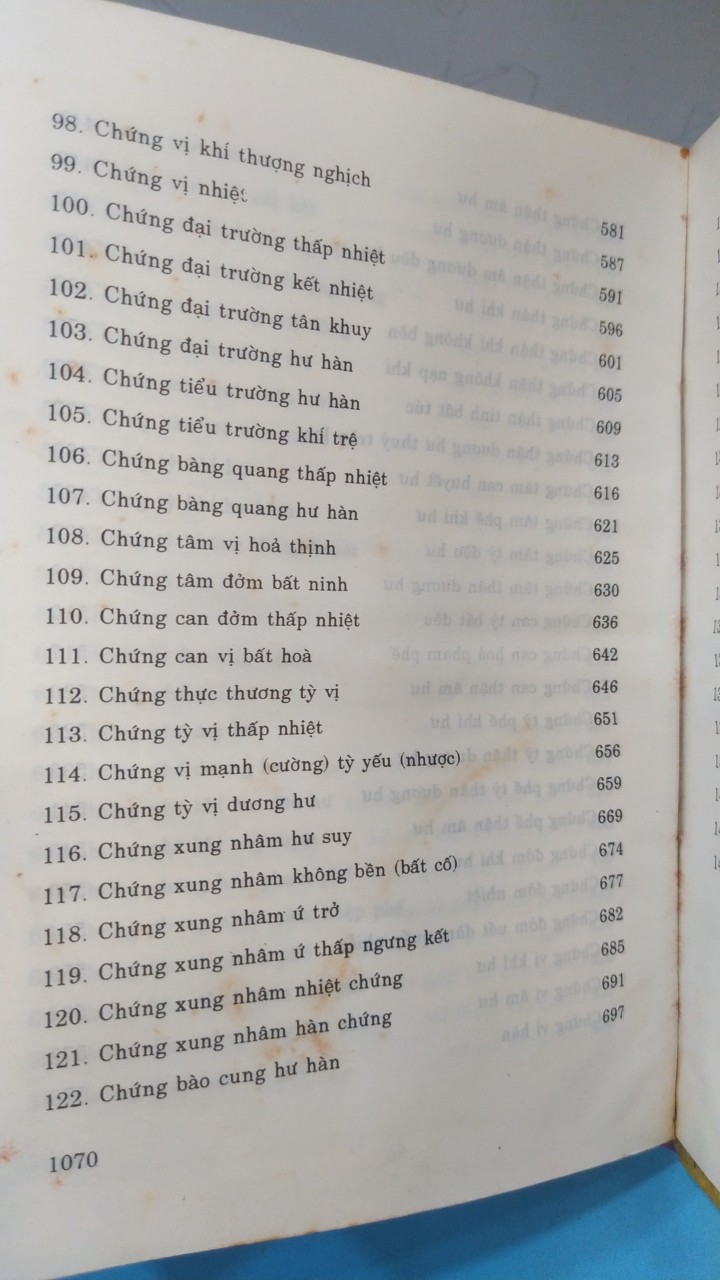 98. Chứng vị khí thượng nghịch 581
99. Chứng vị nhiệt 587
100. Chứng đại trường thấp nhiệt 591
101. Chứng đại trường kết nhiệt 596
102. Chứng đại trường tân khuy 601
103. Chứng đại trường hư hàn 605
104. Chứng tiểu trường hư hàn 609
105. Chứng tiểu trường khí trệ 613
106. Chứng bàng quang thấp nhiệt 616
107. Chứng bàng quang hư hàn 621
108. Chứng tâm vị hoả thịnh 625
109. Chứng tâm đởm bất ninh 630
110. Chứng can đởm thấp nhiệt 636
111. Chứng can vị bất hoà 642
112. Chứng thực thương tỳ vị 646
113. Chứng tỳ vị thấp nhiệt 651
114. Chứng vị mạnh (cường) tỳ yếu (nhược) 656
115. Chứng tỳ vị dương hư 659
116. Chứng xung nhâm hư suy 669
117. Chứng xung nhâm không bền (bất cố) 674
118. Chứng xung nhâm ứ trở 677
119. Chứng xung nhâm ứ thấp ngưng kết 682
120. Chứng xung nhâm nhiệt chứng 685
121. Chứng xung nhâm hàn chứng 691
122. Chứng bào cung hư hàn 697
1070